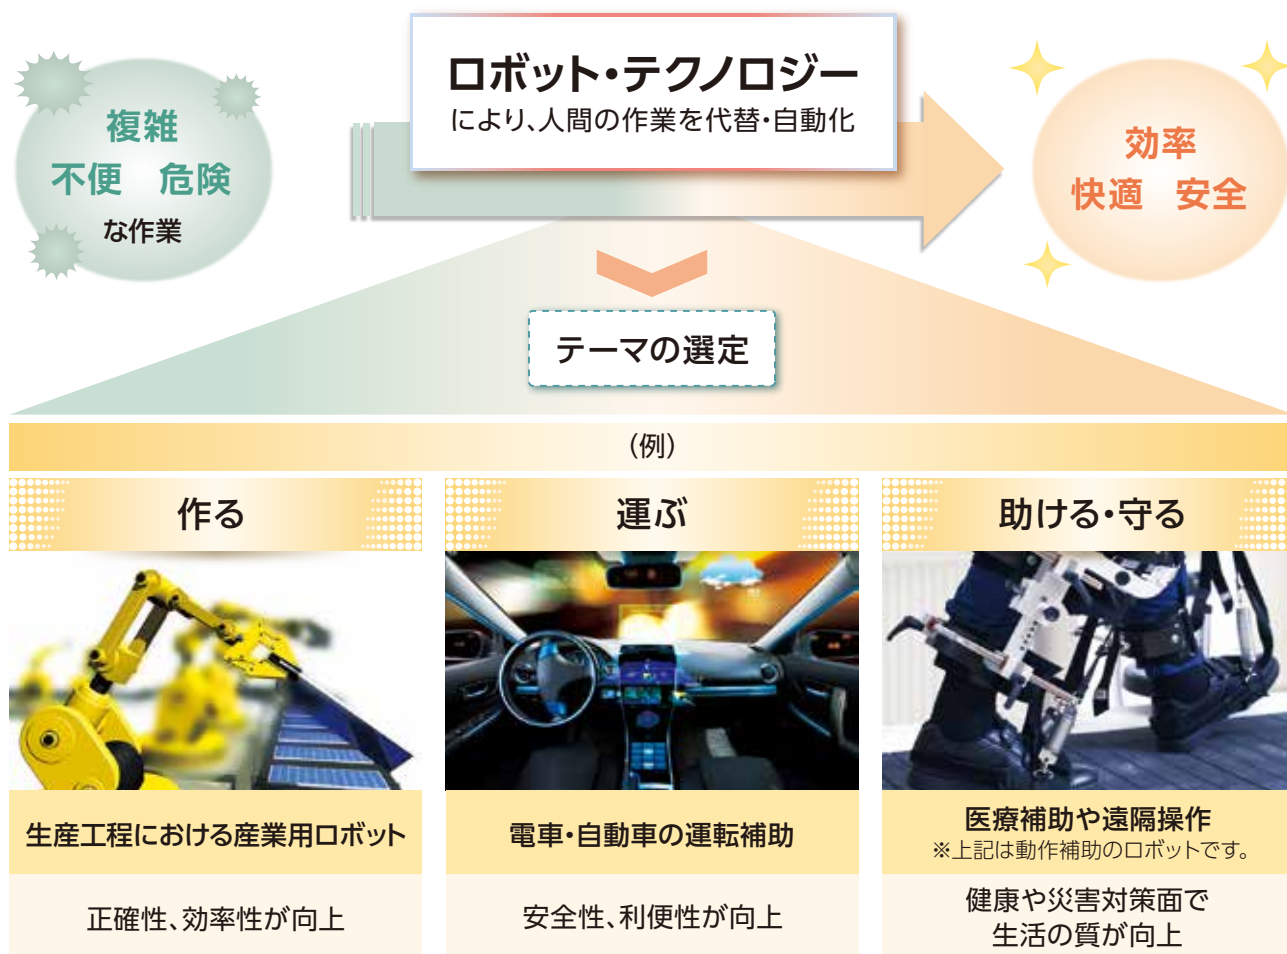 ロボット・テクノロジー
により、人間の作業を代替・自動化
複雑
不便 危険
な作業
効率
快適 安全
テーマの選定
(例)
作る
運ぶ
助ける・守る
生産工程における産業用ロボット
電車・自動車の運転補助
医療補助や遠隔操作
※上記は動作補助のロボットです。
正確性、効率性が向上
安全性、利便性が向上
健康や災害対策面で
生活の質が向上